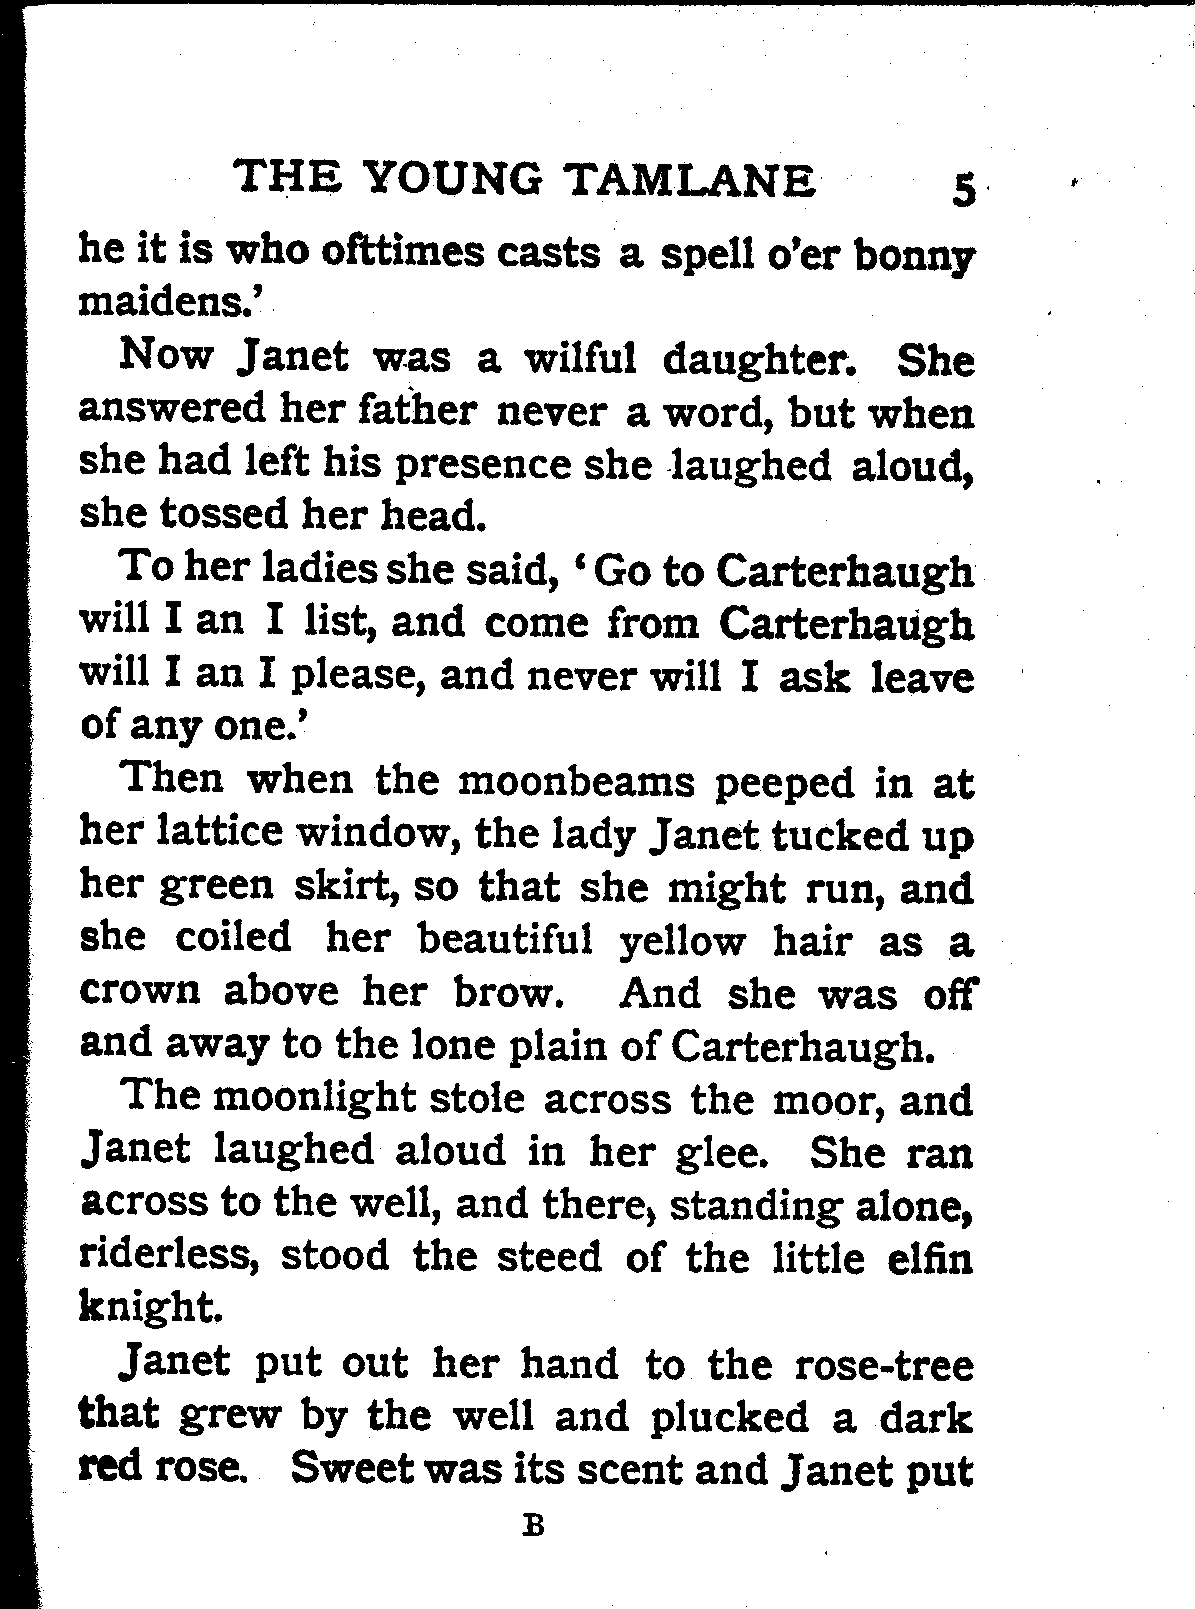 THE YOUNG TAMLANE 5
he it is who ofttimes casts a spell o'er bonny
maidens.'
Now Janet was a wilful daughter. She
answered her father never a word, but when
she had left his presence she laughed aloud,
she tossed her head.
To her ladies she said, 'Go to Carterhaugh
will I an I list, and come from Carterhaugh
will I an I please, and never will I ask leave
of any one.'
Then when the moonbeams peeped in at
her lattice window, the lady Janet tucked up
her green skirt, so that she might run, and
she coiled her beautiful yellow hair as a
crown above her brow. And she was off
and away to the lone plain of Carterhaugh.
The moonlight stole across the moor, and
Janet laughed aloud in her glee. She ran
across to the well, and there, standing alone,
riderless, stood the steed of the little elfin
knight.
Janet put out her hand to the rose-tree
that grew by the well and plucked a dark
red rose. Sweet was its scent and Janet put
B